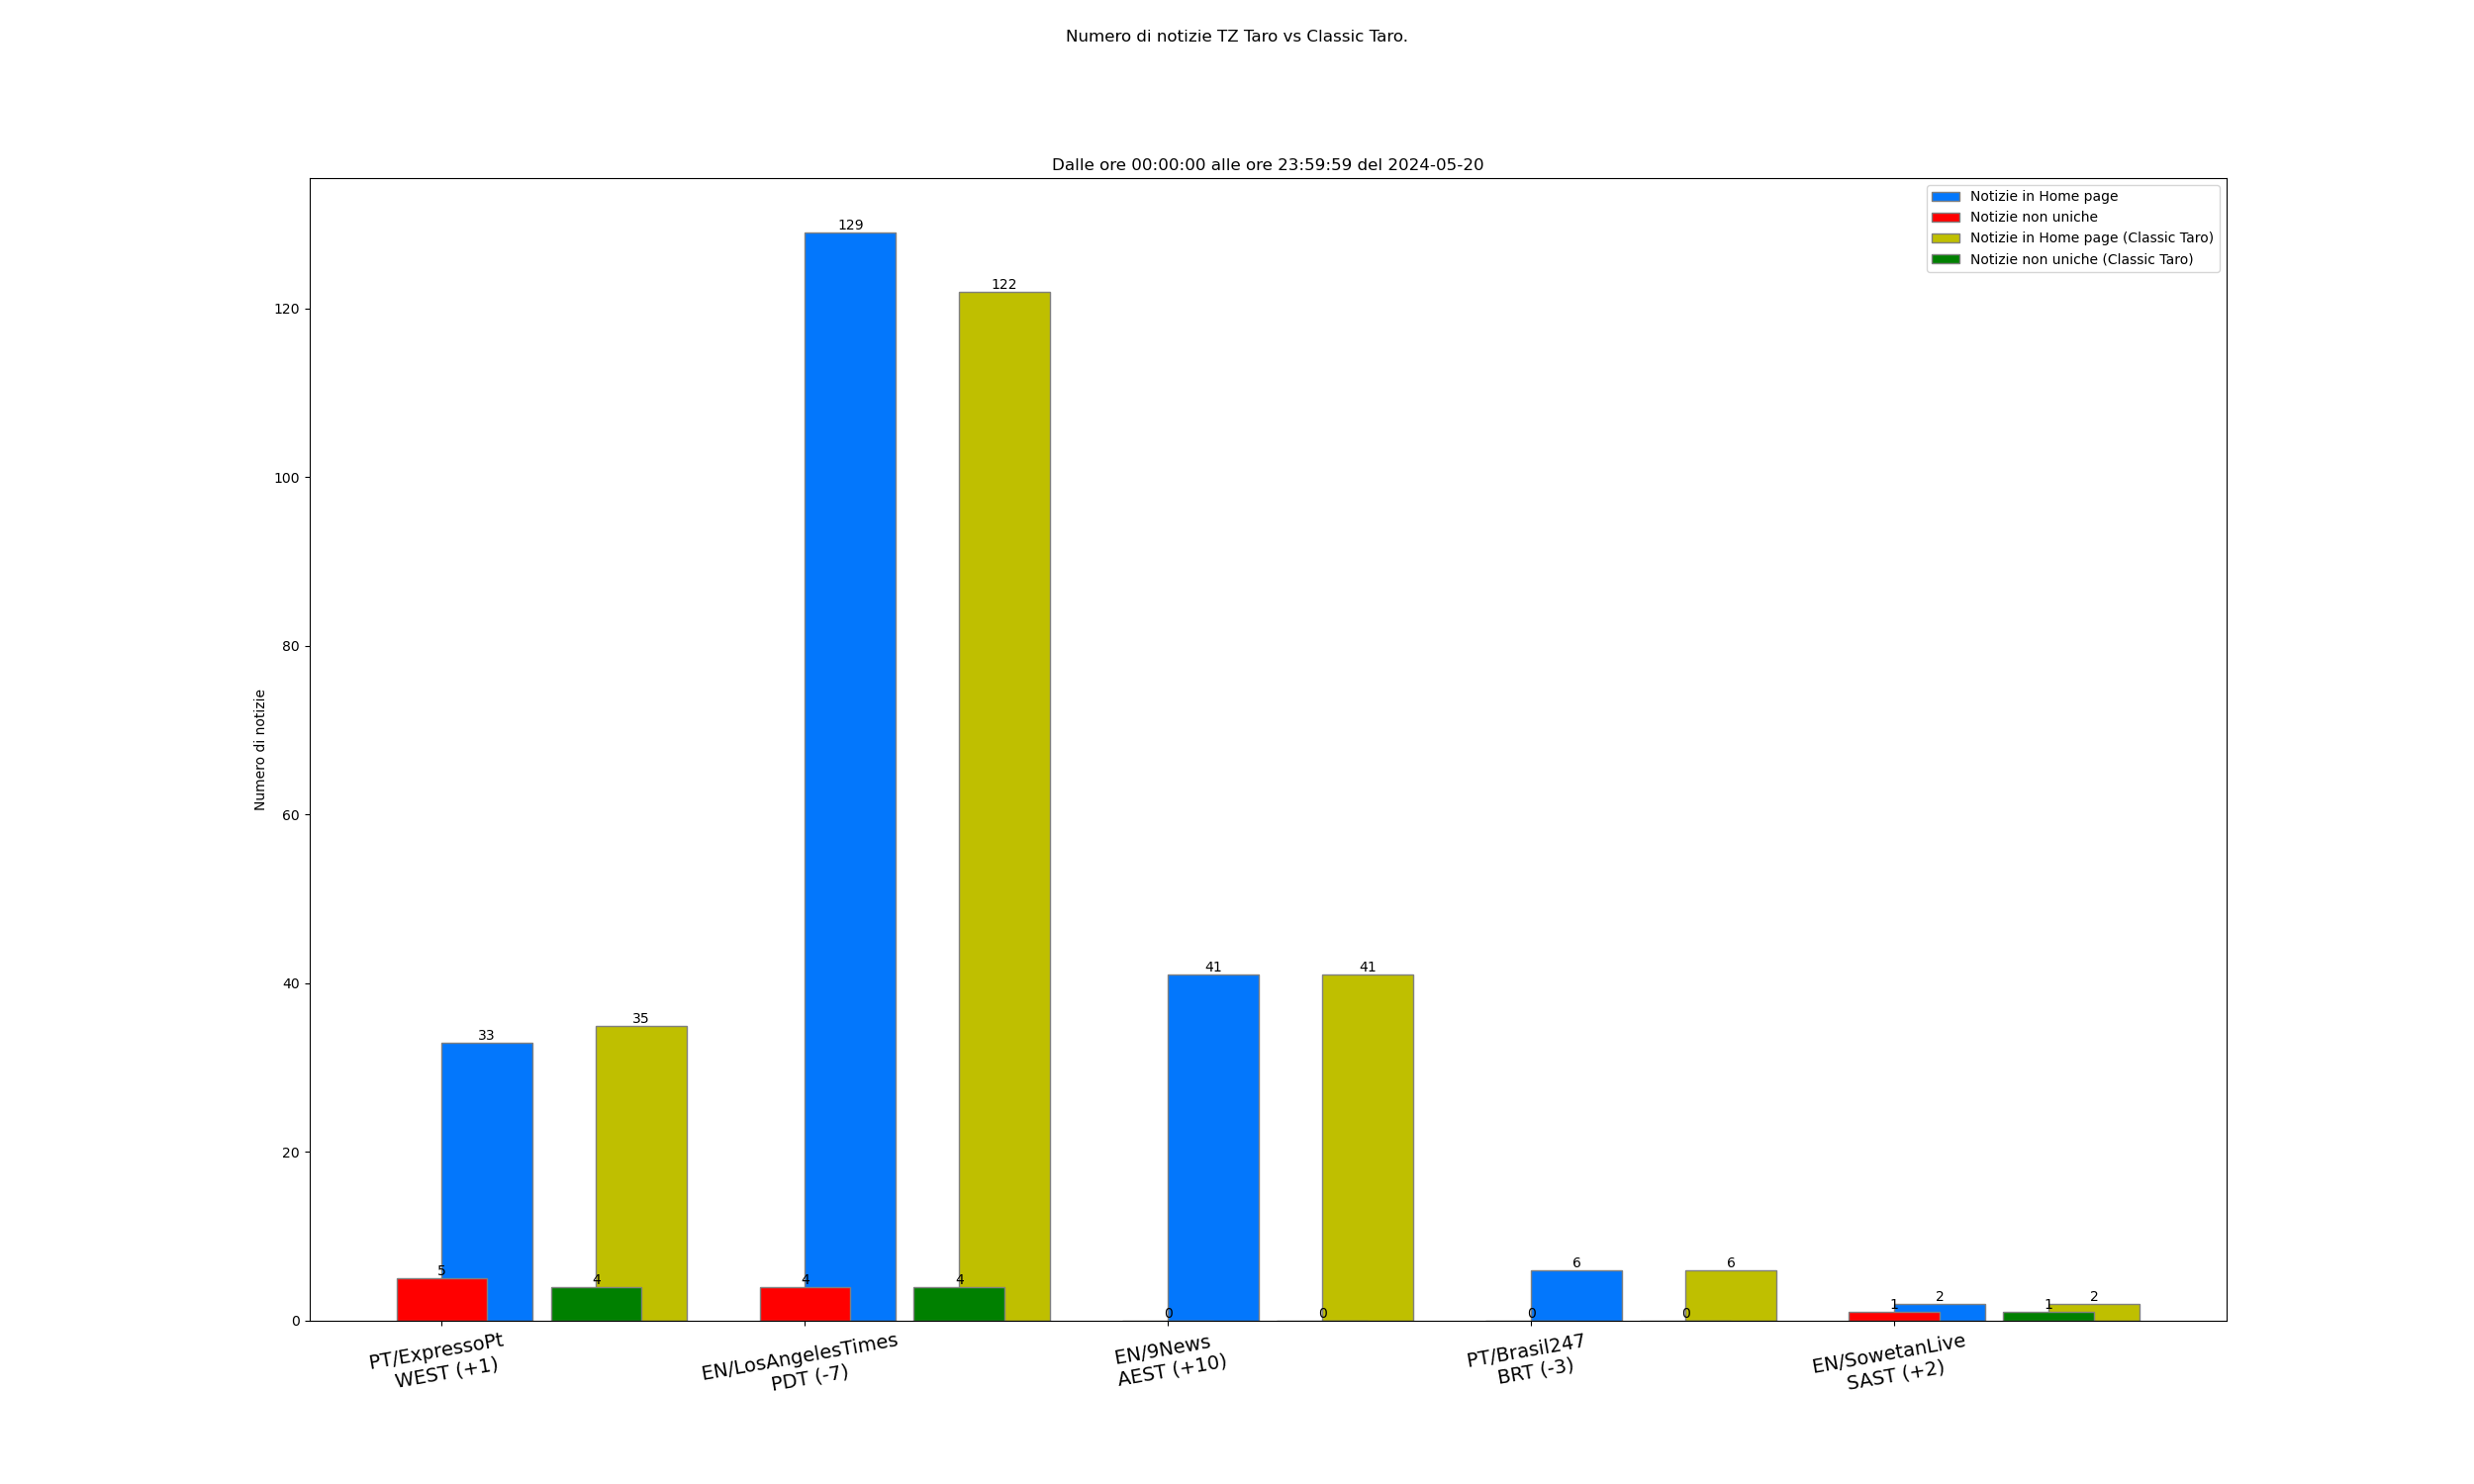 Numero di notizie TZ Taro vs Classic Taro.
Dalle ore 00:00:00 alle ore 23:59:59 del 2024-05-20
Notizie in Home page
Notizie non uniche
Notizie in Home page (Classic Taro)
Notizie non uniche (Classic Taro)
Numero di notizie
120
100
80
60
40
20
0
5
33
4
35
4
129
4
122
0
41
0
41
0
6
0
6
1
2
1
2
PT/ExpressoPt
WEST (+1)
EN/LosAngelesTimes
PDT (-7)
EN/9News
AEST (+10)
PT/Brasil247
BRT (-3)
EN/SowetanLive
SAST (+2)